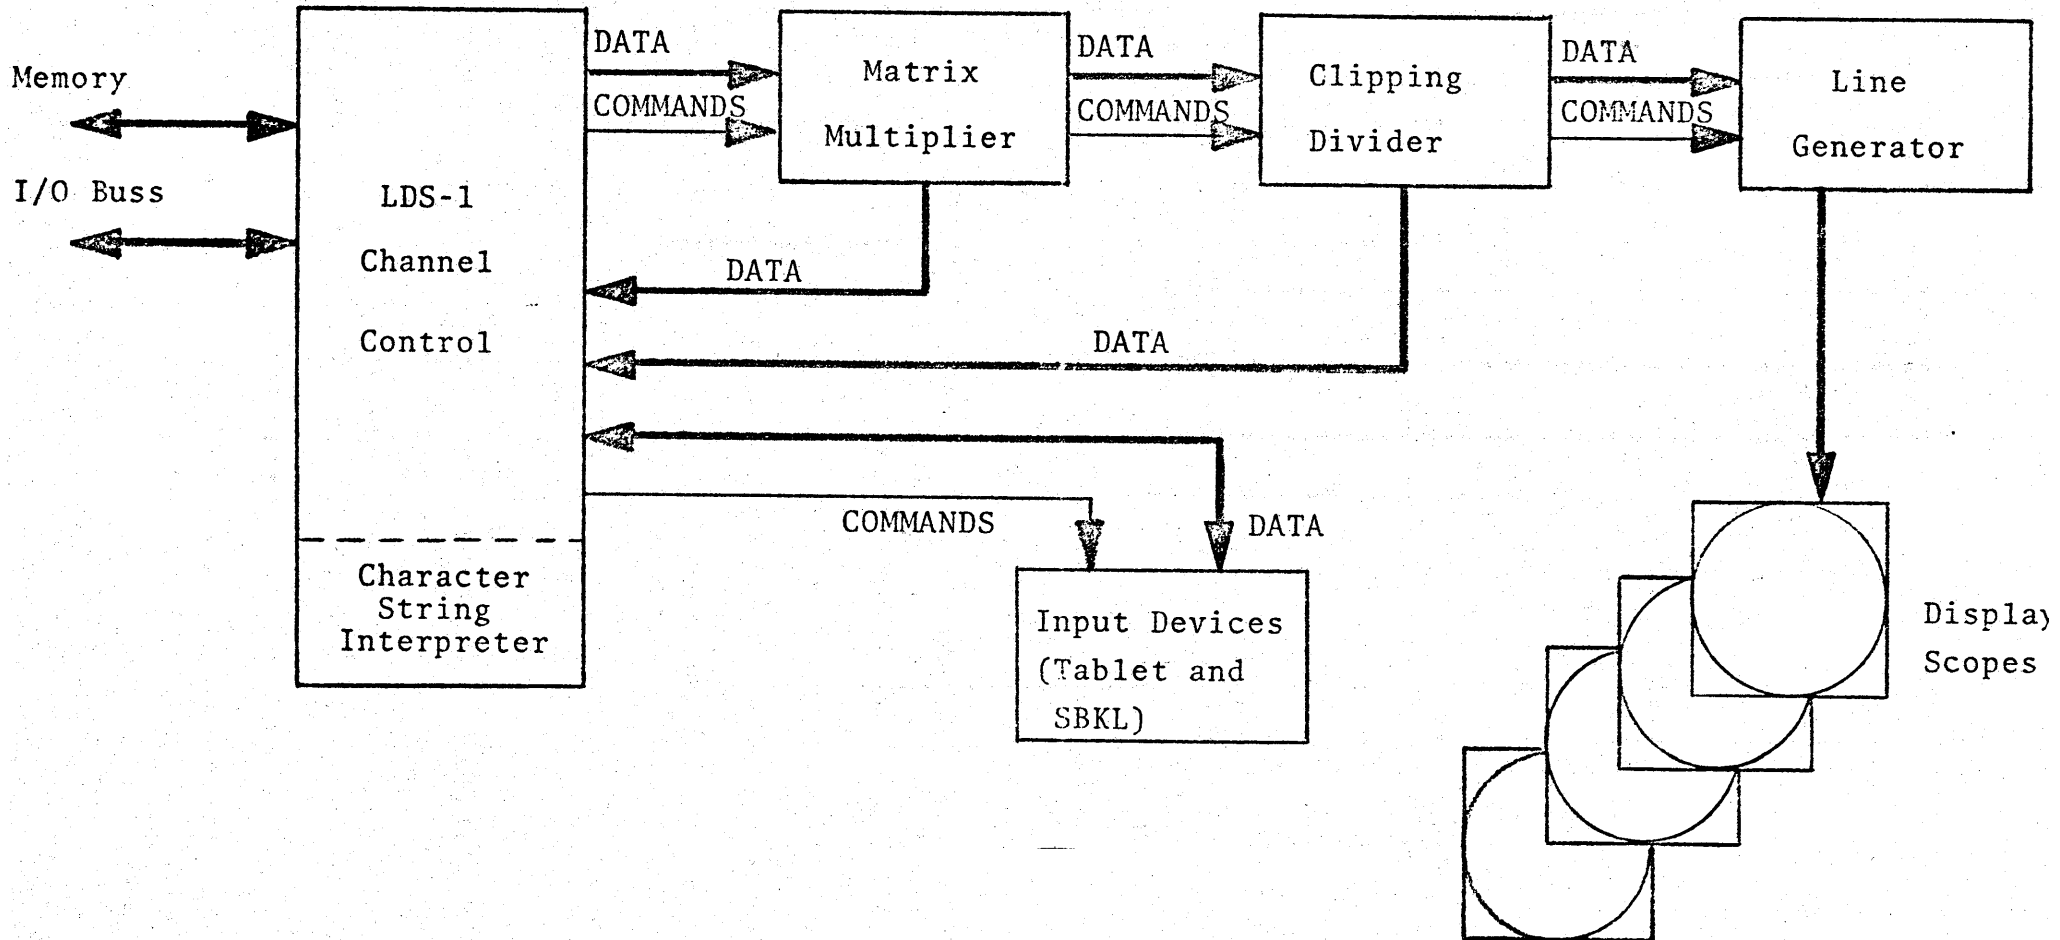 Memory
I/O Buss
LDS-1
Channel
Control
Character
String
Interpreter
DATA
COMMANDS
Matrix
Multiplier
DATA
COMMANDS
Clipping
Divider
DATA
COMMANDS
Line
Generator
DATA
DATA
COMMANDS
DATA
Input Devices
(Tablet and
SBKL)
Display
Scopes